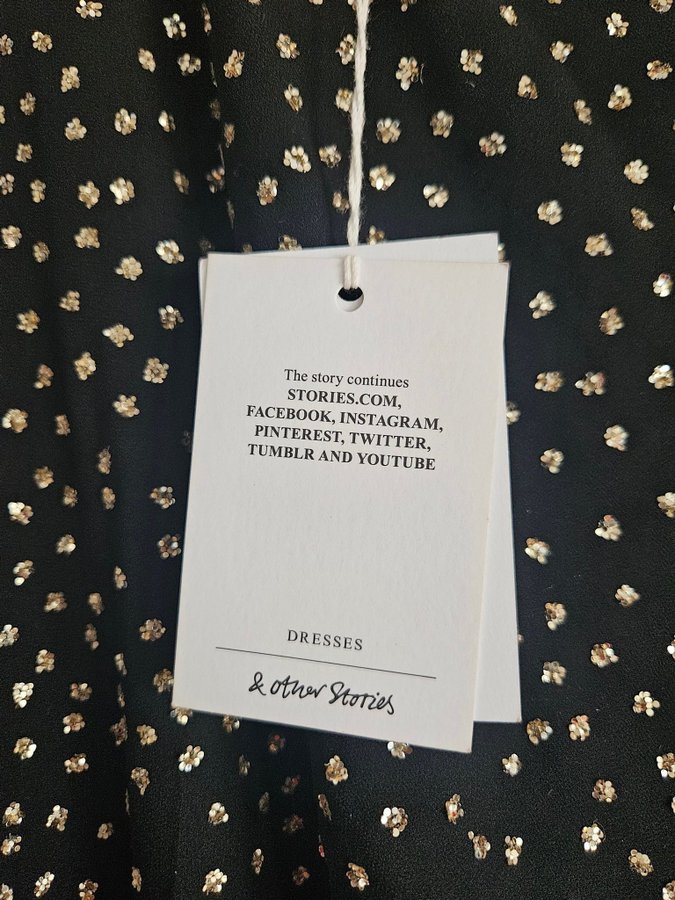 The story continues
STORIES.COM,
FACEBOOK, INSTAGRAM,
PINTEREST, TWITTER,
TUMBLR AND YOUTUBE
DRESSES
& other Stories